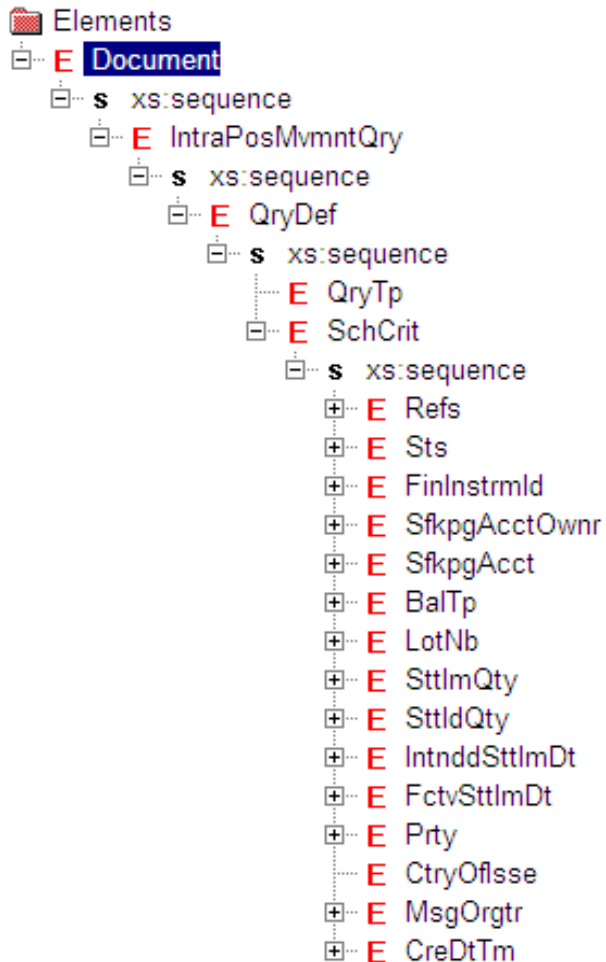 Elements
E Document
s xs:sequence
E IntraPosMvmntQry
s xs:sequence
E QryDef
s xs:sequence
E QryTp
E SchCrit
s xs:sequence
E Refs
E Sts
E FinInstrmId
E SfkpgAcctOwnr
E SfkpgAcct
E BalTp
E LotNb
E SttlmQty
E SttldQty
E IntnddSttlmDt
E FctvSttlmDt
E Prty
E CtryOfIsse
E MsgOrgtr
E CreDtTm